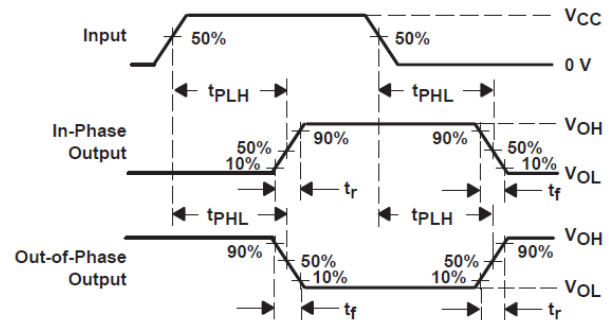 VCC
Input 50% 50%
0 V
tPLH tPHL
In-Phase Output 90% 90% VOH
50% 50%
10% 10% VOL
tr tf
tPHL tPLH
Out-of-Phase Output 90% 90% VOH
50% 50%
10% 10% VOL
tf tr